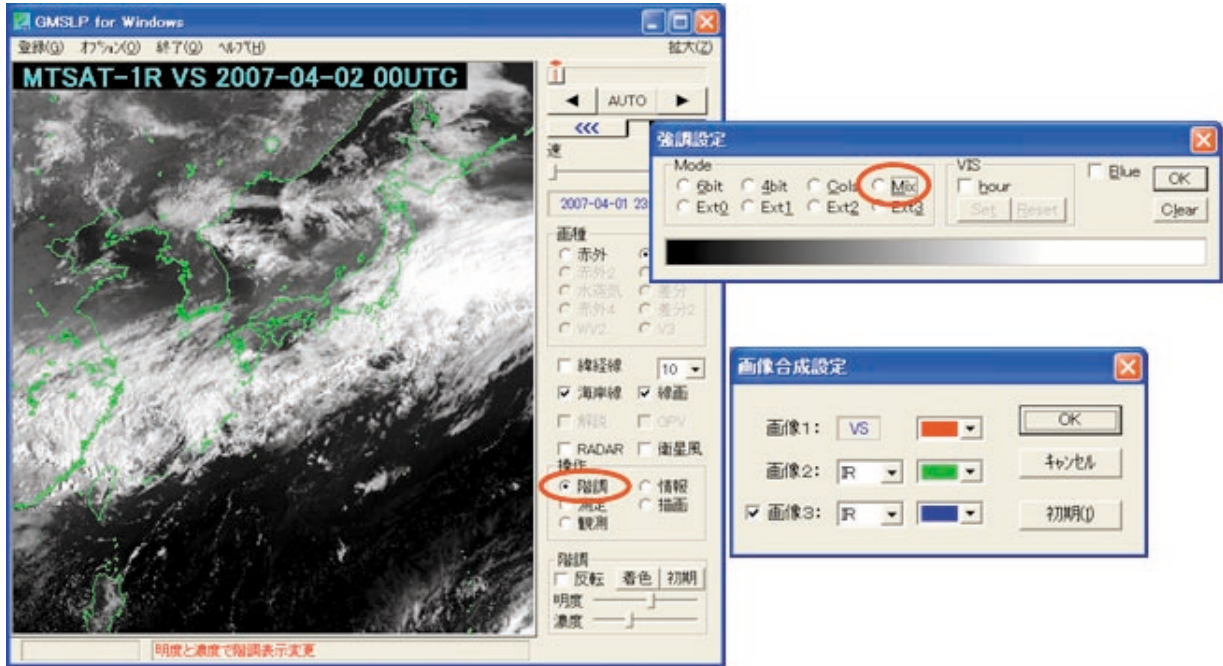 GMSLP for Windows
登録(G) オプション(O) 終了(Q) ヘルプ(H) 拡大(Z)
MTSAT-1R VS 2007-04-02 00UTC
◀ AUTO ▶
<<<
速
2007-04-01 23
画種
赤外
赤外2
水蒸気 差分
赤外4 差分2
WV2 V3
緯経線 10
海岸線 線画
解説 OPV
RADAR 衛星風
操作
階調 情報
測定 描画
観測
階調
反転 着色 初期
明度
濃度
明度と濃度で階調表示変更
強調設定
Mode VIS
6bit 4bit Cols Mix hour Blue OK
Ext0 Ext1 Ext2 Ext3 Set Reset Clear
画像合成設定
画像1: VS OK
画像2: IR キャンセル
画像3: IR 初期(I)